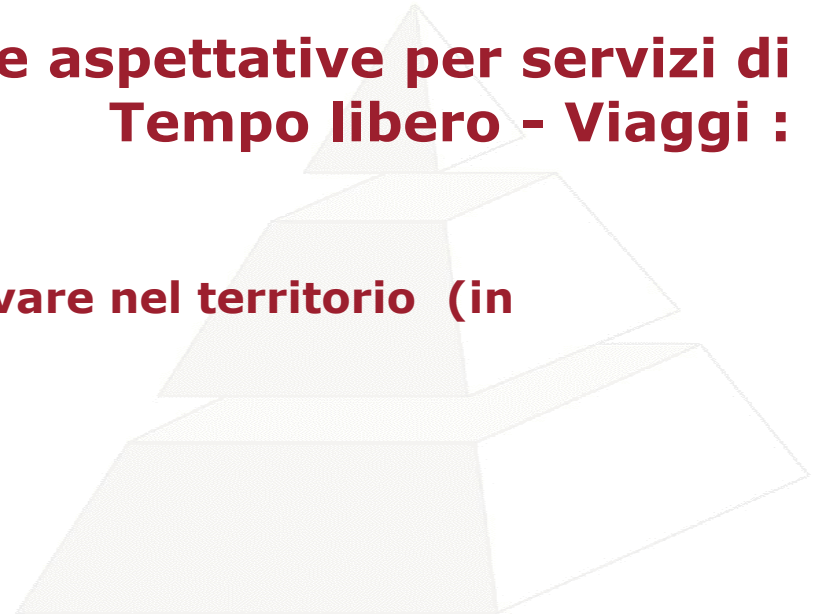 e aspettative per servizi di
Tempo libero - Viaggi :
vare nel territorio (in